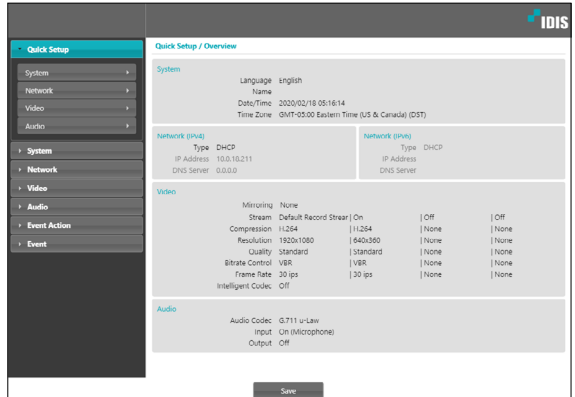 IDIS
Quick Setup
System
Network
Video
Audio
System
Network
Video
Audio
Event Action
Event
Quick Setup / Overview
System
Language English
Name
Date/Time 2020/02/18 05:16:14
Time Zone GMT-05:00 Eastern Time (US & Canada) (DST)
Network (IPv4)
Type DHCP
IP Address 10.0.10.211
DNS Server 0.0.0.0
Network (IPv6)
Type DHCP
IP Address
DNS Server
Video
Mirroring None
Stream Default Record Strear | On | Off | Off
Compression H.264 | H.264 | None | None
Resolution 1920x1080 | 640x360 | None | None
Quality Standard | Standard | None | None
Bitrate Control VBR | VBR | None | None
Frame Rate 30 ips | 30 ips | None | None
Intelligent Codec Off
Audio
Audio Codec G.711 u-Law
Input On (Microphone)
Output Off
Save